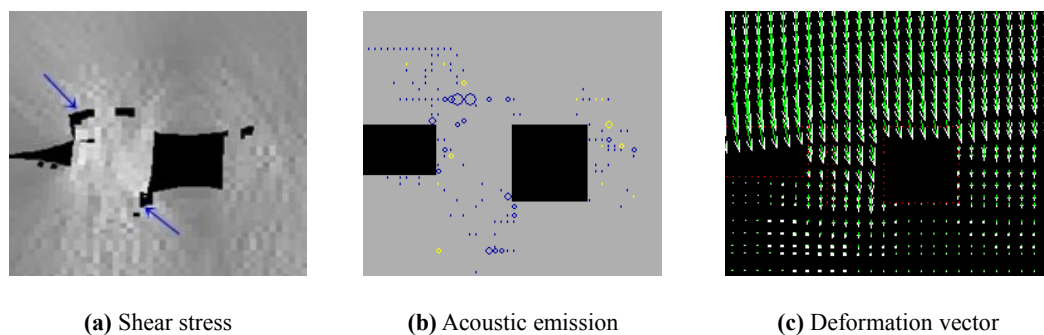 (a) Shear stress
(b) Acoustic emission
(c) Deformation vector